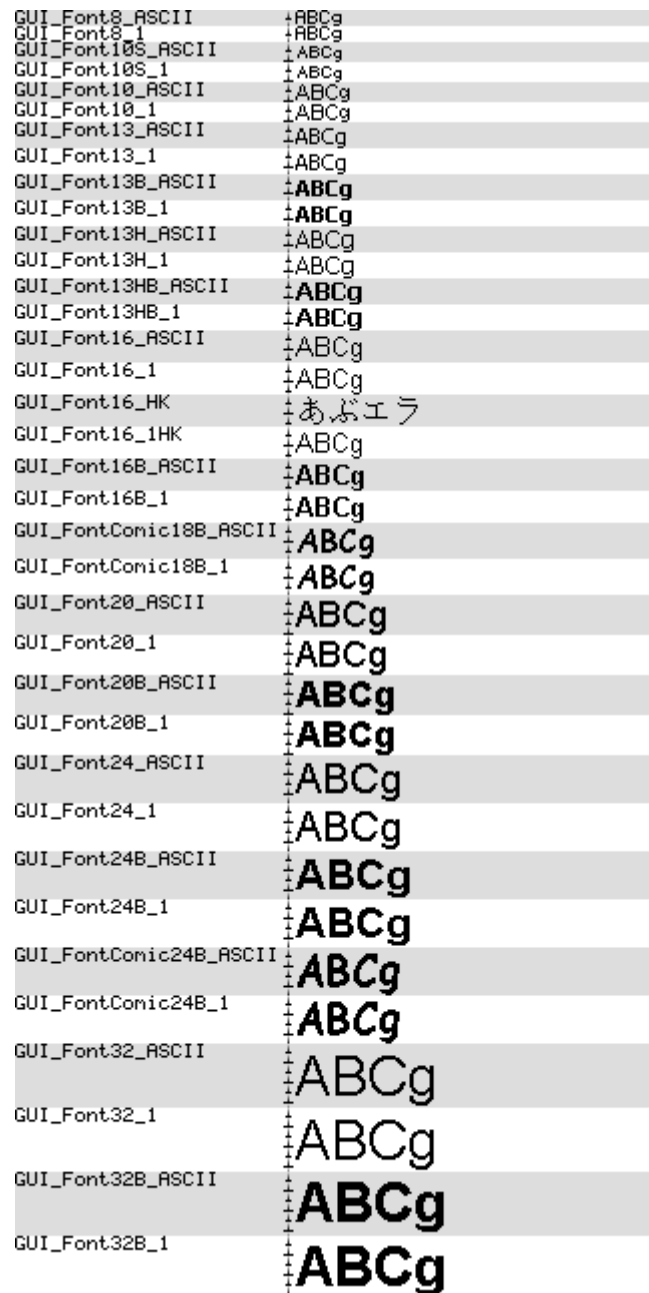 GUI_Font8_ASCII ABCg
GUI_Font8_1 ABCg
GUI_Font10S_ASCII ABCg
GUI_Font10S_1 ABCg
GUI_Font10_ASCII ABCg
GUI_Font10_1 ABCg
GUI_Font13_ASCII ABCg
GUI_Font13_1 ABCg
GUI_Font13B_ASCII ABCg
GUI_Font13B_1 ABCg
GUI_Font13H_ASCII ABCg
GUI_Font13H_1 ABCg
GUI_Font13HB_ASCII ABCg
GUI_Font13HB_1 ABCg
GUI_Font16_ASCII ABCg
GUI_Font16_1 ABCg
GUI_Font16_HK あぶエラ
GUI_Font16_1HK ABCg
GUI_Font16B_ASCII ABCg
GUI_Font16B_1 ABCg
GUI_FontComic18B_ASCII ABCg
GUI_FontComic18B_1 ABCg
GUI_Font20_ASCII ABCg
GUI_Font20_1 ABCg
GUI_Font20B_ASCII ABCg
GUI_Font20B_1 ABCg
GUI_Font24_ASCII ABCg
GUI_Font24_1 ABCg
GUI_Font24B_ASCII ABCg
GUI_Font24B_1 ABCg
GUI_FontComic24B_ASCII ABCg
GUI_FontComic24B_1 ABCg
GUI_Font32_ASCII ABCg
GUI_Font32_1 ABCg
GUI_Font32B_ASCII ABCg
GUI_Font32B_1 ABCg